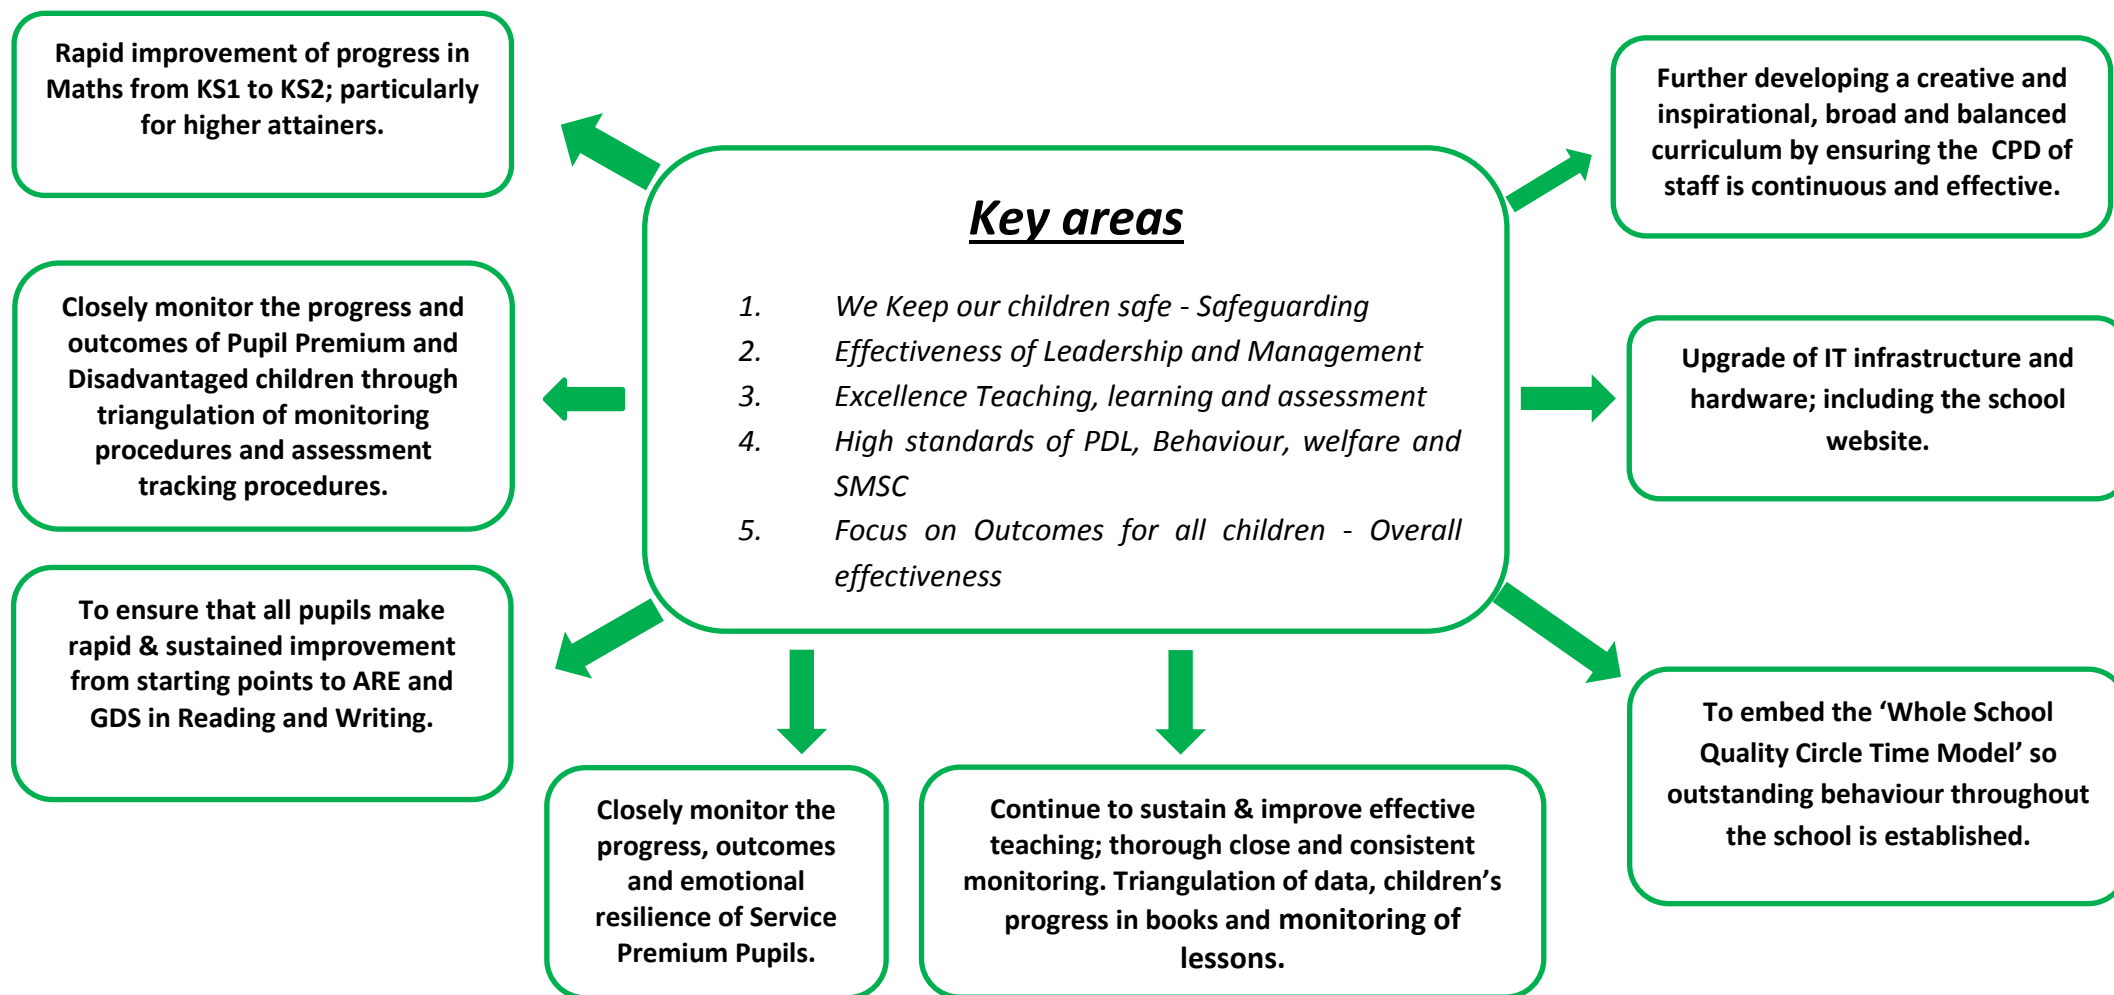 Rapid improvement of progress in
Maths from KS1 to KS2; particularly
for higher attainers.
Closely monitor the progress and
outcomes of Pupil Premium and
Disadvantaged children through
triangulation of monitoring
procedures and assessment
tracking procedures.
To ensure that all pupils make
rapid & sustained improvement
from starting points to ARE and
GDS in Reading and Writing.
Key areas
1. We Keep our children safe - Safeguarding
2. Effectiveness of Leadership and Management
3. Excellence Teaching, learning and assessment
4. High standards of PDL, Behaviour, welfare and
SMSC
5. Focus on Outcomes for all children - Overall
effectiveness
Closely monitor the
progress, outcomes
and emotional
resilience of Service
Premium Pupils.
Continue to sustain & improve effective
teaching; thorough close and consistent
monitoring. Triangulation of data, children’s
progress in books and monitoring of
lessons.
Further developing a creative and
inspirational, broad and balanced
curriculum by ensuring the CPD of
staff is continuous and effective.
Upgrade of IT infrastructure and
hardware; including the school
website.
To embed the ‘Whole School
Quality Circle Time Model’ so
outstanding behaviour throughout
the school is established.